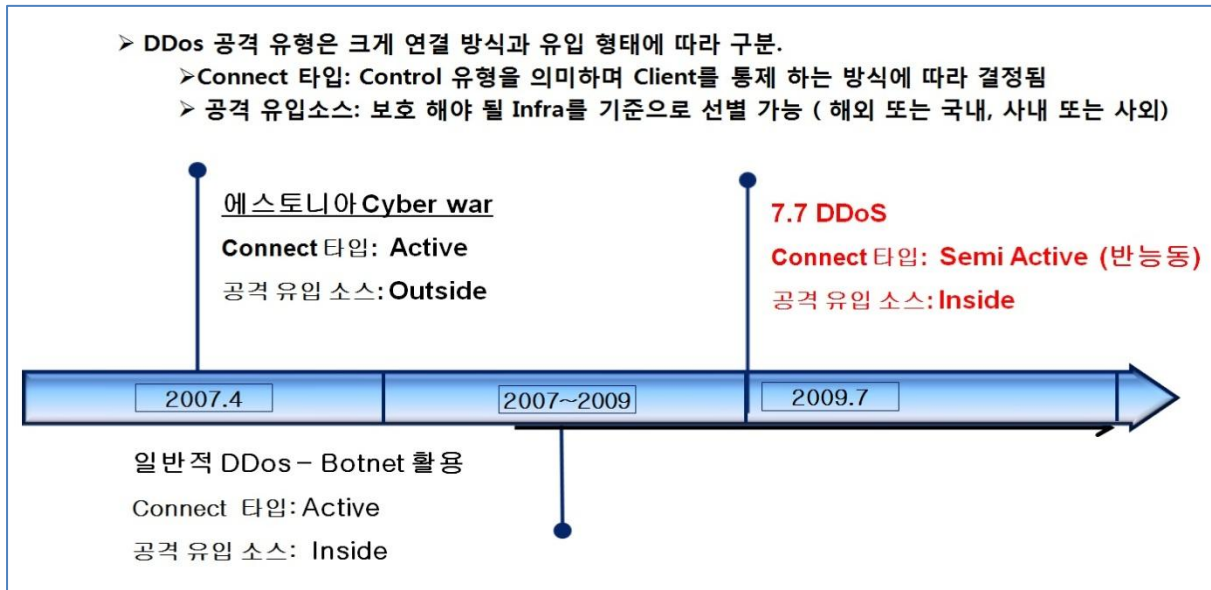 ➢ DDos 공격 유형은 크게 연결 방식과 유입 형태에 따라 구분.
➢Connect 타입: Control 유형을 의미하며 Client를 통제 하는 방식에 따라 결정됨
➢ 공격 유입소스: 보호 해야 될 Infra를 기준으로 선별 가능 ( 해외 또는 국내, 사내 또는 사외)
에스토니아 Cyber war
Connect 타입: Active
공격 유입 소스: Outside
7.7 DDoS
Connect 타입: Semi Active (반능동)
공격 유입 소스: Inside
2007.4
2007~2009
2009.7
일반적 DDos – Botnet 활용
Connect 타입: Active
공격 유입 소스: Inside